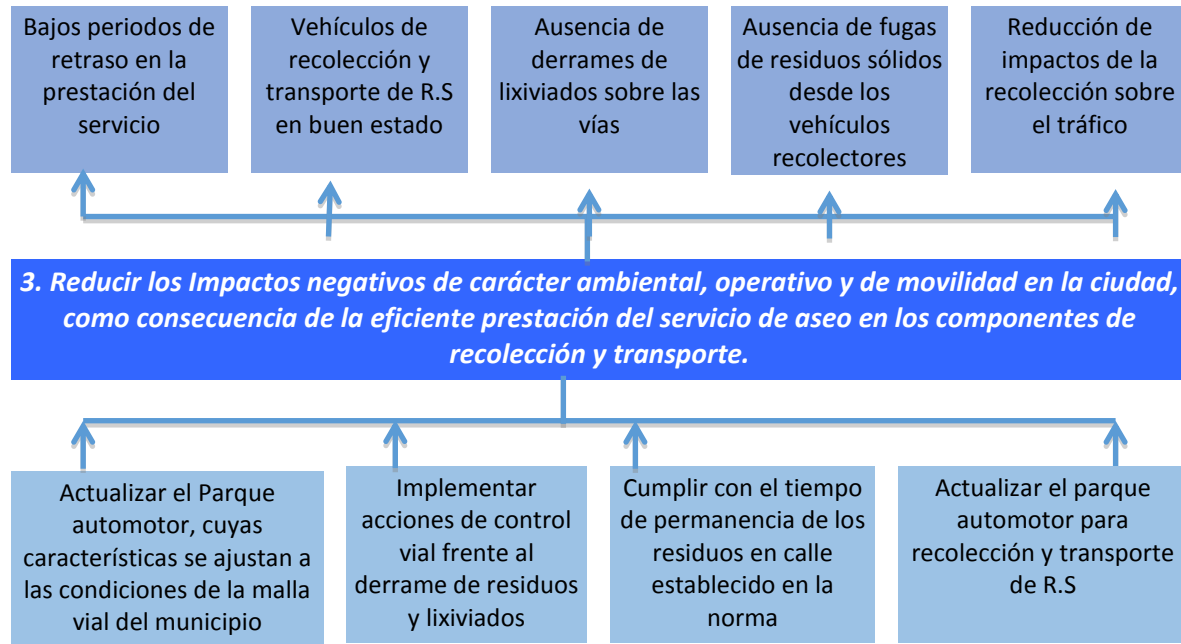 Bajos periodos de
retraso en la
prestación del
servicio
Vehículos de
recolección y
transporte de R.S
en buen estado
Ausencia de
derrames de
lixiviados sobre las
vías
Ausencia de fugas
de residuos sólidos
desde los
vehículos
recolectores
Reducción de
impactos de la
recolección sobre
el tráfico
3. Reducir los Impactos negativos de carácter ambiental, operativo y de movilidad en la ciudad,
como consecuencia de la eficiente prestación del servicio de aseo en los componentes de
recolección y transporte.
Actualizar el Parque
automotor, cuyas
características se ajustan a
las condiciones de la malla
vial del municipio
Implementar
acciones de control
vial frente al
derrame de residuos
y lixiviados
Cumplir con el tiempo
de permanencia de los
residuos en calle
establecido en la
norma
Actualizar el parque
automotor para
recolección y transporte
de R.S